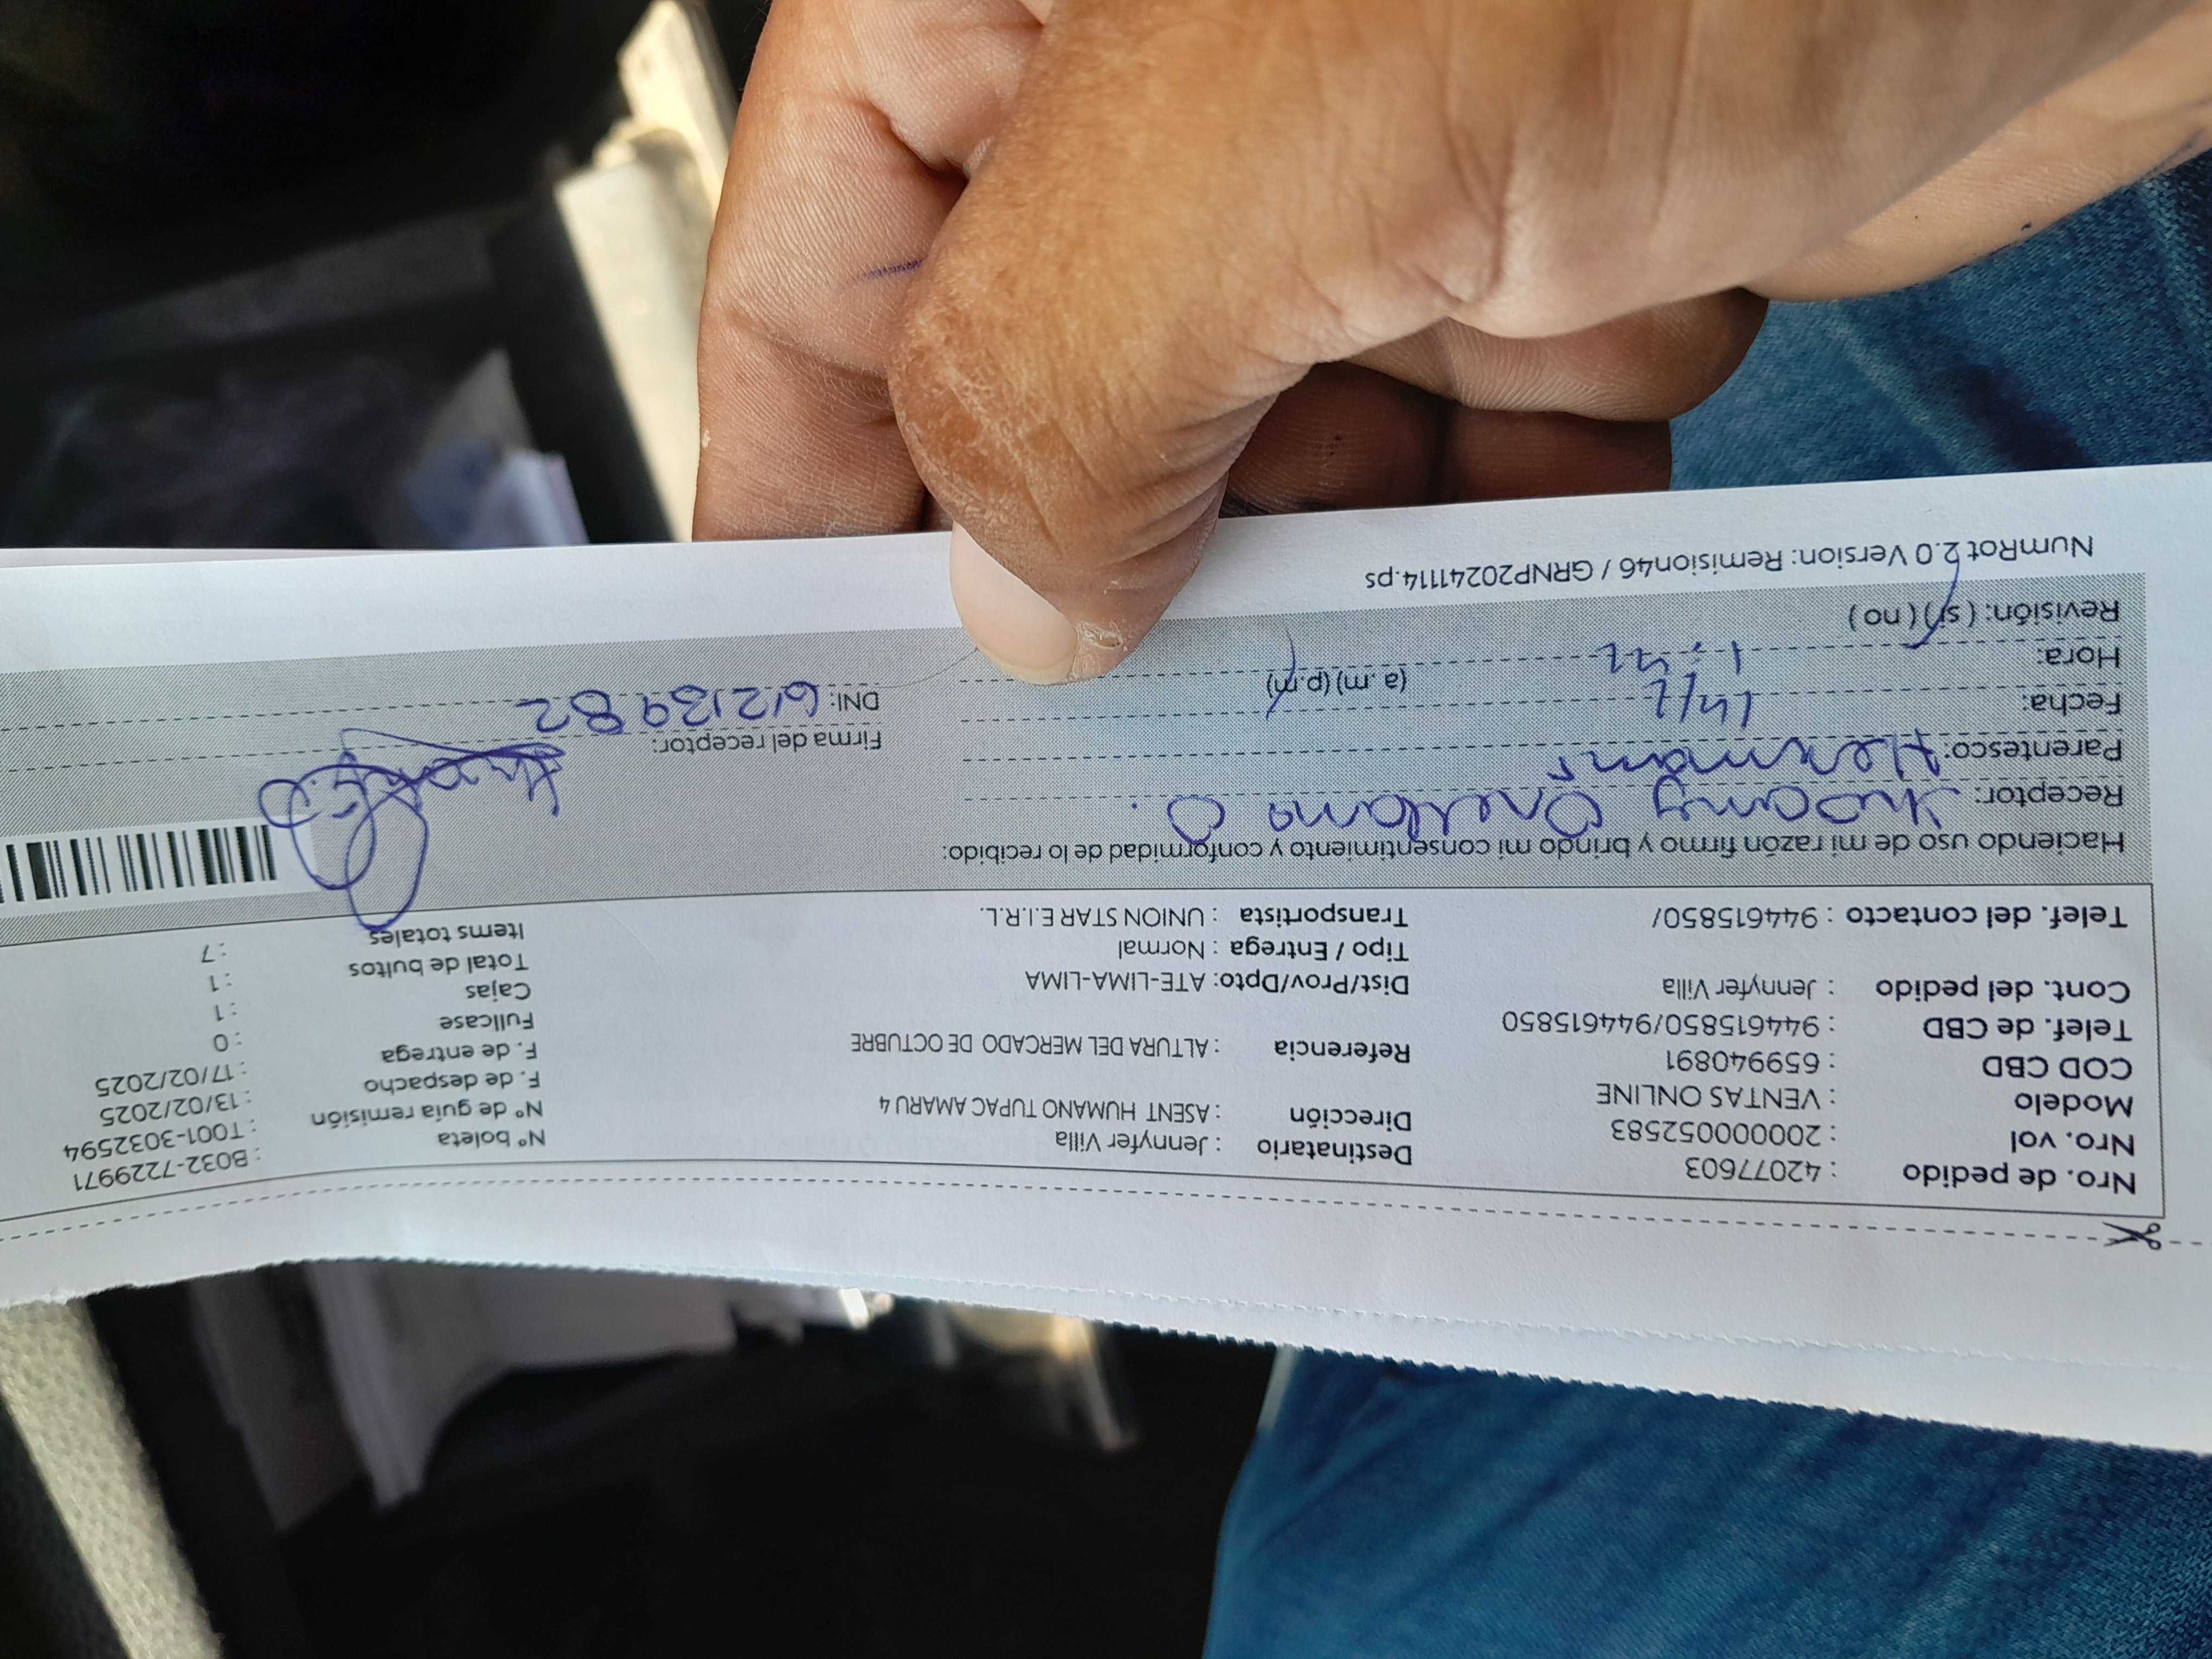 Nro. de pedido : 42077603
Nro. vol : 2000000052583
Modelo : VENTAS ONLINE
COD CBD : 659940891
Telef. de CBD : 944615850/944615850
Cont. del pedido : Jennyfer Villa
Telef. del contacto : 944615850/
Destinatario : Jennyfer Villa
Dirección : ASENT HUMANO TUPAC AMARU 4
Referencia : ALTURA DEL MERCADO DE OCTUBRE
Dist/Prov/Dpto: ATE-LIMA-LIMA
Tipo / Entrega : Normal
Transportista : UNION STAR E.I.R.L.
N° boleta : B032-7229971
N° de guía remisión : T001-3032594
F. de despacho : 13/02/2025
F. de entrega : 17/02/2025
Fullcase : 0
Cajas : 1
Total de bultos : 1
Items totales : 7
Haciendo uso de mi razón firmo y brindo mi consentimiento y conformidad de lo recibido:
Receptor: Orellana O.
Parentesco:
Fecha: 14/2
Hora: (a.m) (p.m)
Revisión: ( si ) ( no )
Firma del receptor:
DNI: 61213982
NumRot 2.0 Version: Remision46 / GRNP20241114.ps